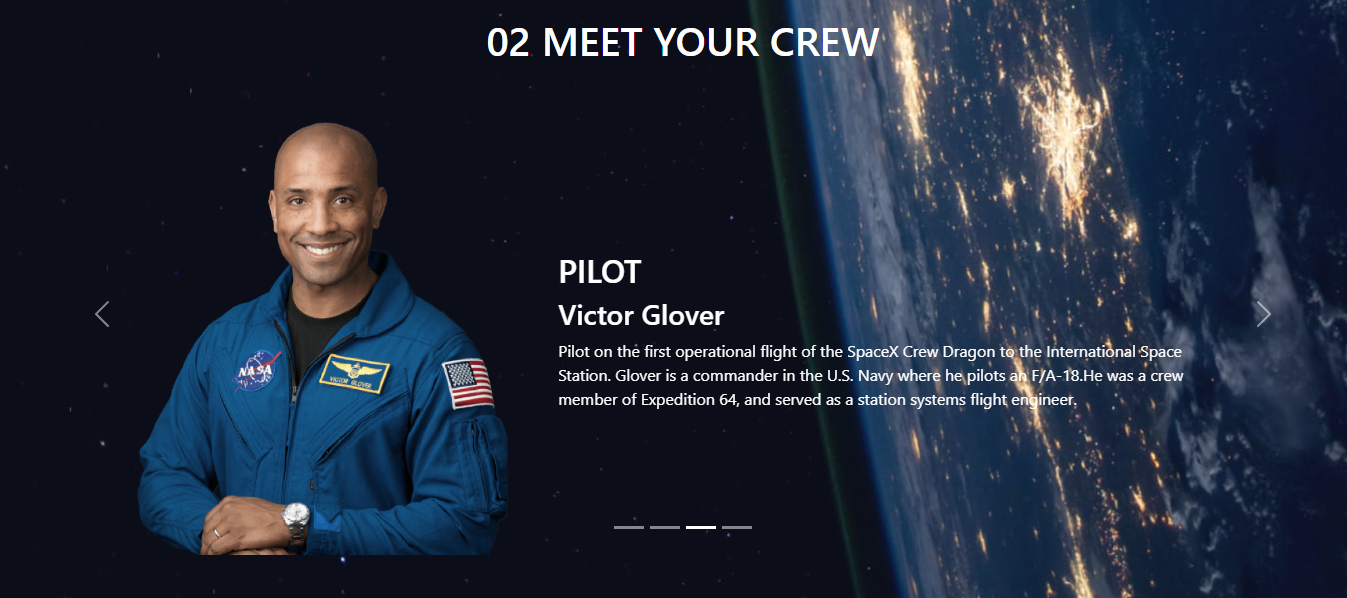 02 MEET YOUR CREW
PILOT
Victor Glover
Pilot on the first operational flight of the SpaceX Crew Dragon to the International Space
Station. Glover is a commander in the U.S. Navy where he pilots an F/A-18.He was a crew
member of Expedition 64, and served as a station systems flight engineer.
NASA
VICTOR GLOVER